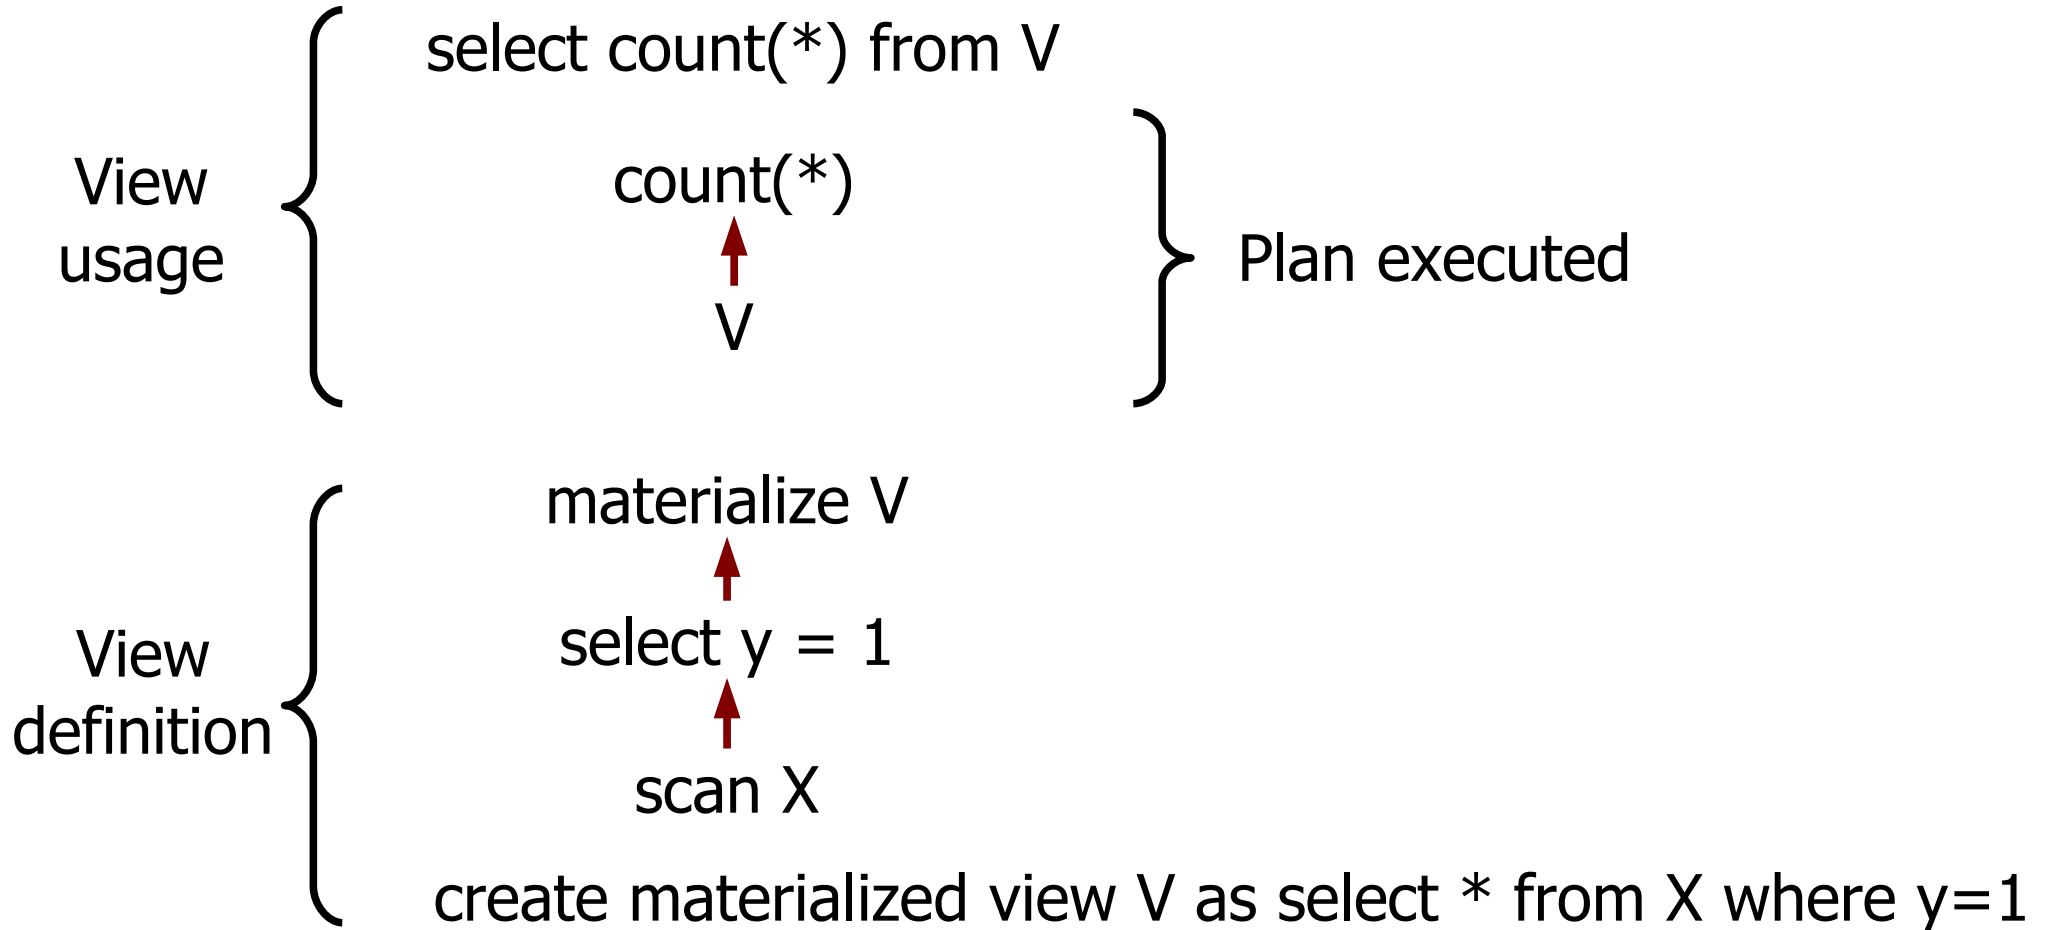 select count(*) from V
View
usage
count(*)
V
Plan executed
View
definition
materialize V
select y = 1
scan X
create materialized view V as select * from X where y=1